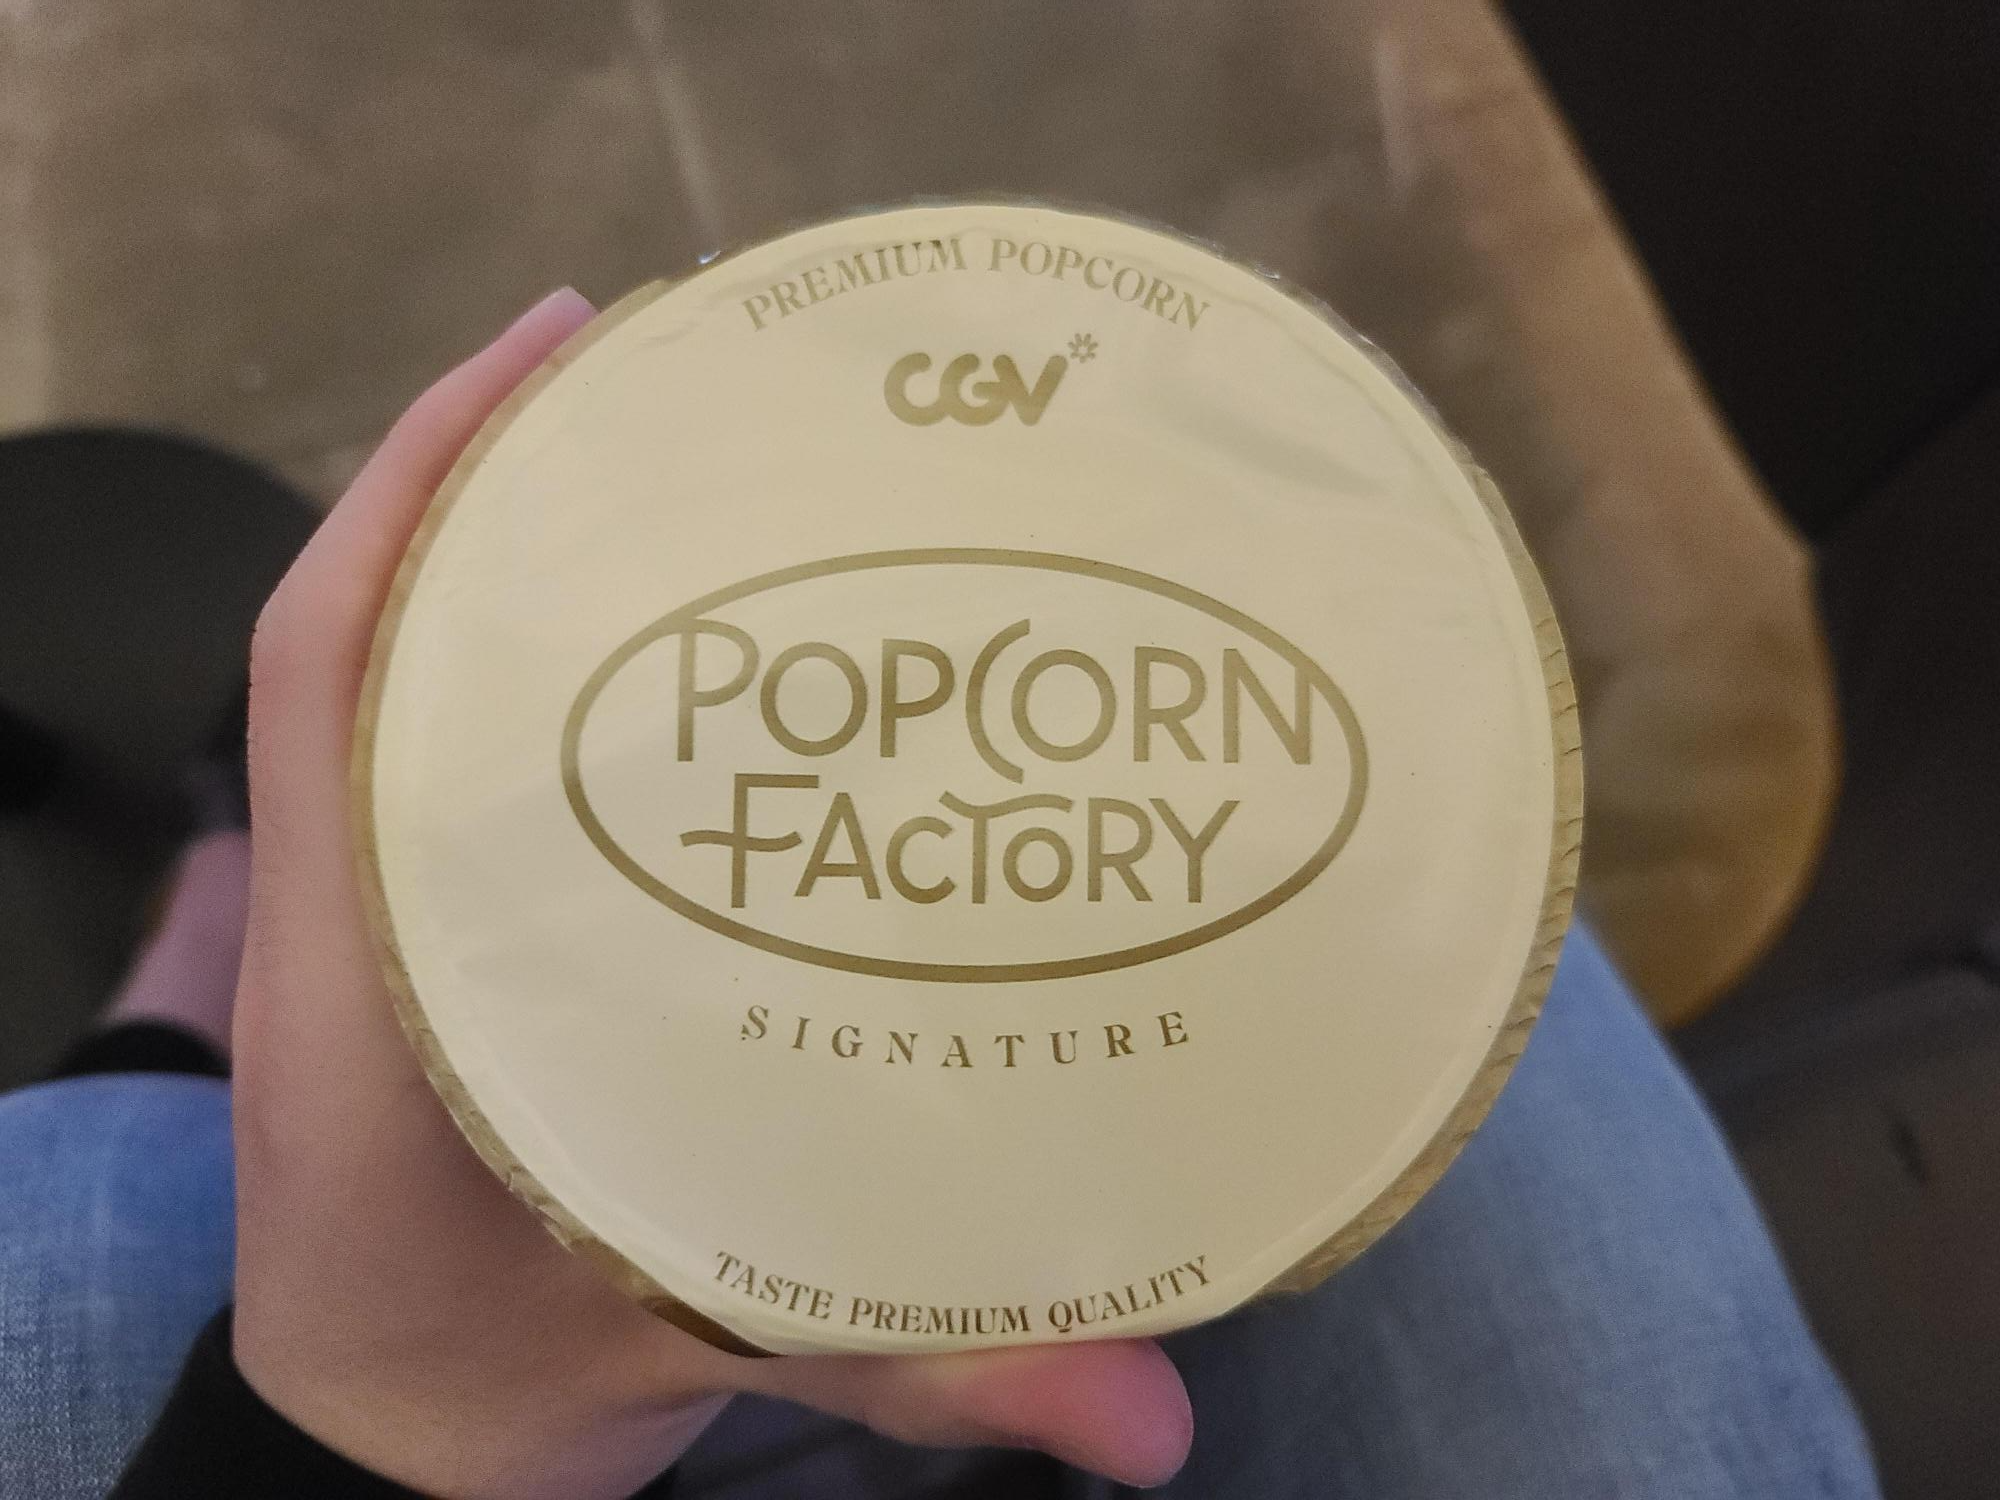 PREMIUM POPCORN
CGV
POPCORN
FACTORY
SIGNATURE
TASTE PREMIUM QUALITY